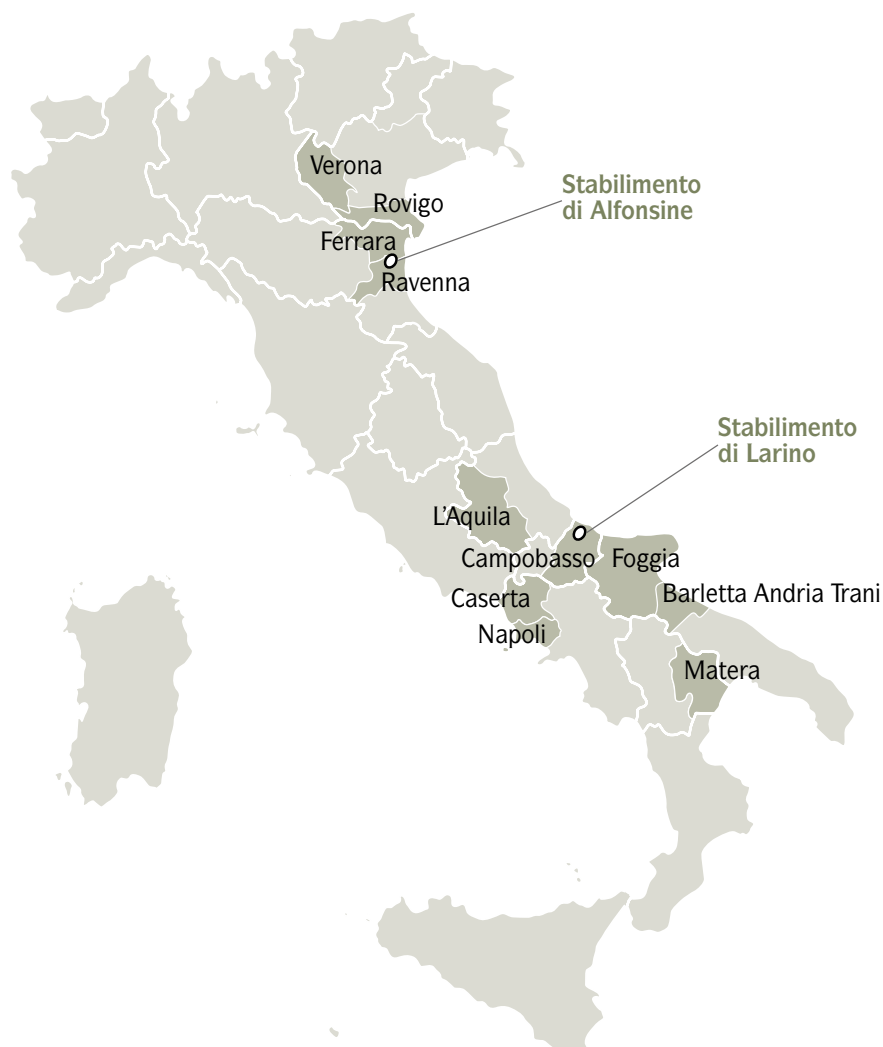 Verona
Stabilimento
di Alfonsine
Rovigo
Ferrara
Ravenna
Stabilimento
di Larino
L'Aquila
Campobasso
Foggia
Caserta
Barletta Andria Trani
Napoli
Matera